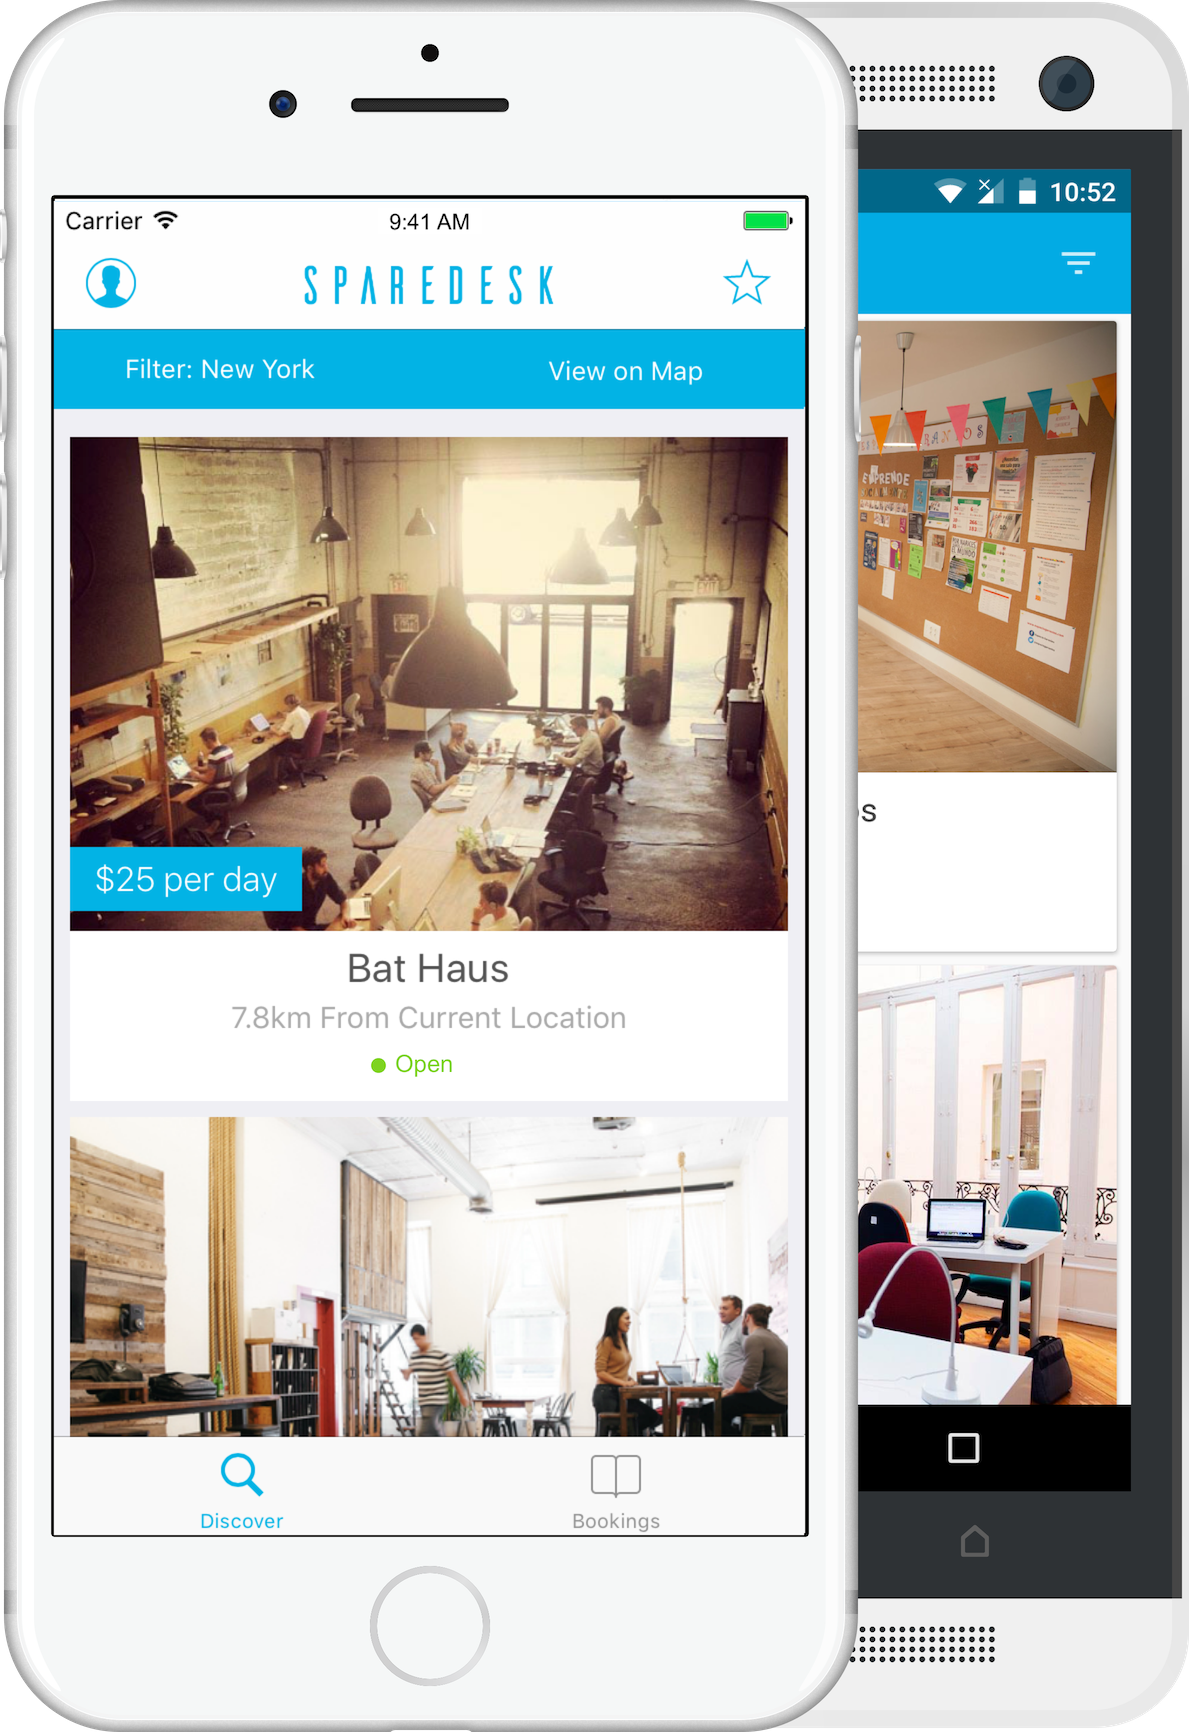 Carrier
9:41 AM
SPAREDESK
Filter: New York
View on Map
$25 per day
Bat Haus
7.8km From Current Location
Open
Discover
Bookings
10:52
EMPRENDE
s